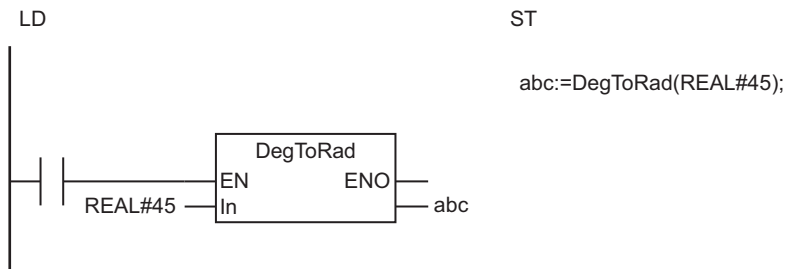 LD
ST
abc:=DegToRad(REAL#45);
DegToRad
EN ENO
REAL#45 In abc